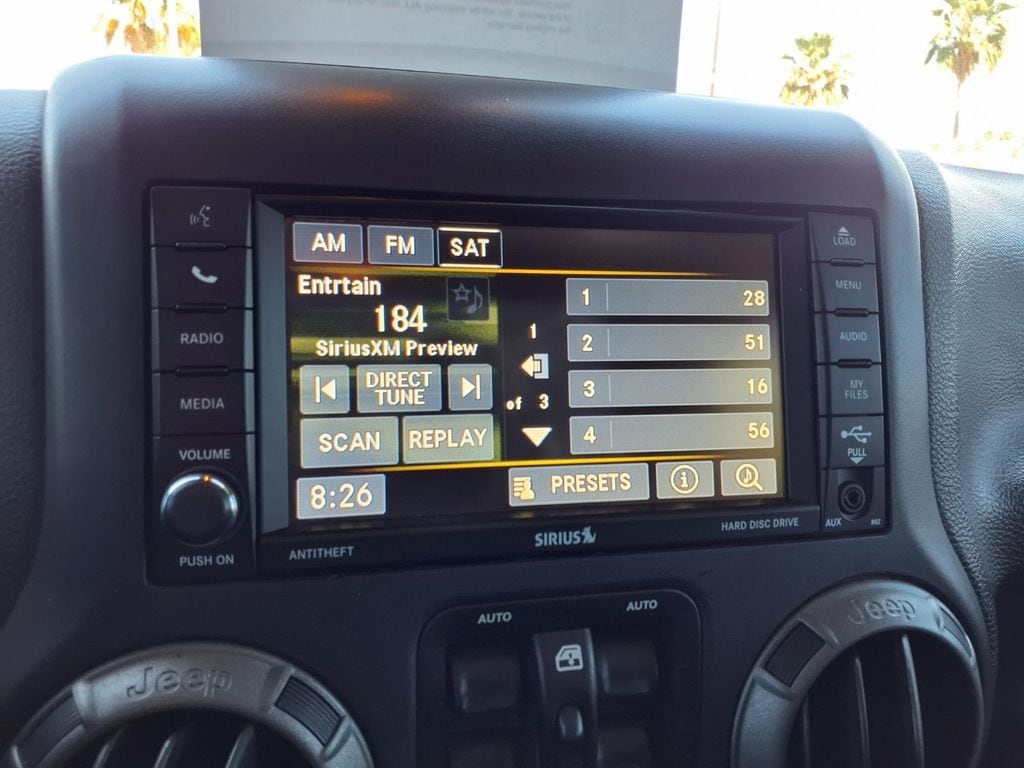 AM FM SAT
Entrtain
184
SiriusXM Preview
DIRECT
TUNE
SCAN REPLAY
8:26
1
of 3
1 28
2 51
3 16
4 56
PRESETS
RADIO
MEDIA
VOLUME
PUSH ON
LOAD
MENU
AUDIO
MY
FILES
PULL
AUX
ANTITHEFT
SIRIUS
HARD DISC DRIVE
AUTO AUTO
Jeep
Jeep